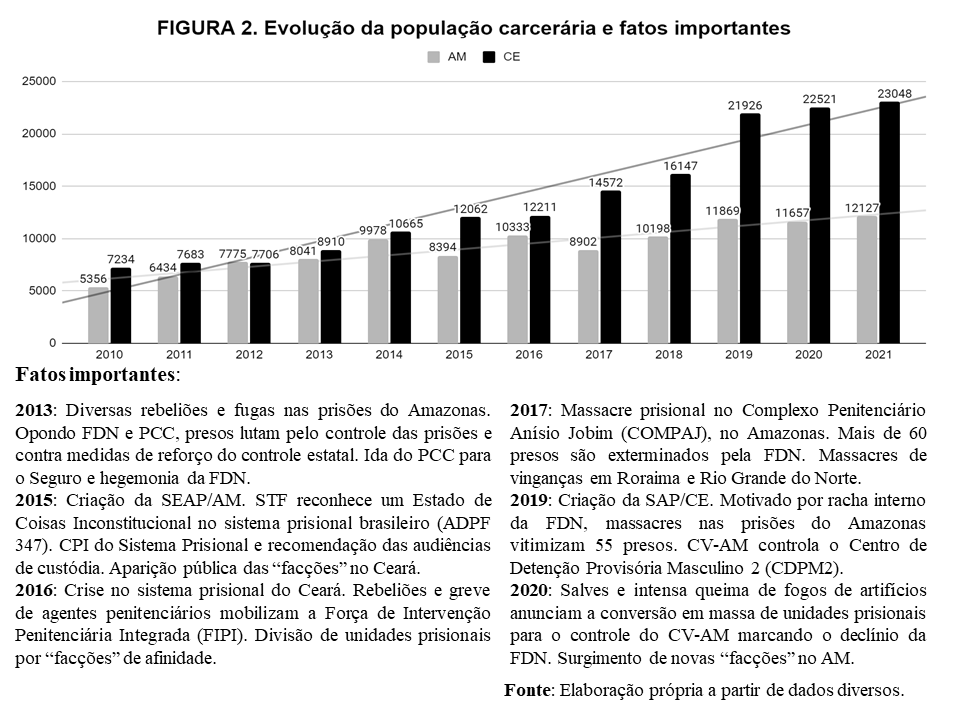 FIGURA 2. Evolução da população carcerária e fatos importantes
AM CE
25000
20000
15000
10000
5000
0
5356 7234
6434 7683
7775 7706
8041 8910
9978 10665
8394 12062
10333 12211
8902 14572
10198 16147
11869 21926
11657 22521
12127 23048
2010 2011 2012 2013 2014 2015 2016 2017 2018 2019 2020 2021
Fatos importantes:
2013: Diversas rebeliões e fugas nas prisões do Amazonas.
Opondo FDN e PCC, presos lutam pelo controle das prisões e
contra medidas de reforço do controle estatal. Ida do PCC para
o Seguro e hegemonia da FDN.
2015: Criação da SEAP/AM. STF reconhece um Estado de
Coisas Inconstitucional no sistema prisional brasileiro (ADPF
347). CPI do Sistema Prisional e recomendação das audiências
de custódia. Aparição pública das “facções” no Ceará.
2016: Crise no sistema prisional do Ceará. Rebeliões e greve
de agentes penitenciários mobilizam a Força de Intervenção
Penitenciária Integrada (FIPI). Divisão de unidades prisionais
por “facções” de afinidade.
2017: Massacre prisional no Complexo Penitenciário
Anísio Jobim (COMPAJ), no Amazonas. Mais de 60
presos são exterminados pela FDN. Massacres de
vinganças em Roraima e Rio Grande do Norte.
2019: Criação da SAP/CE. Motivado por racha interno
da FDN, massacres nas prisões do Amazonas
vitimizam 55 presos. CV-AM controla o Centro de
Detenção Provisória Masculino 2 (CDPM2).
2020: Salves e intensa queima de fogos de artifícios
anunciam a conversão em massa de unidades prisionais
para o controle do CV-AM marcando o declínio da
FDN. Surgimento de novas “facções” no AM.
Fonte: Elaboração própria a partir de dados diversos.